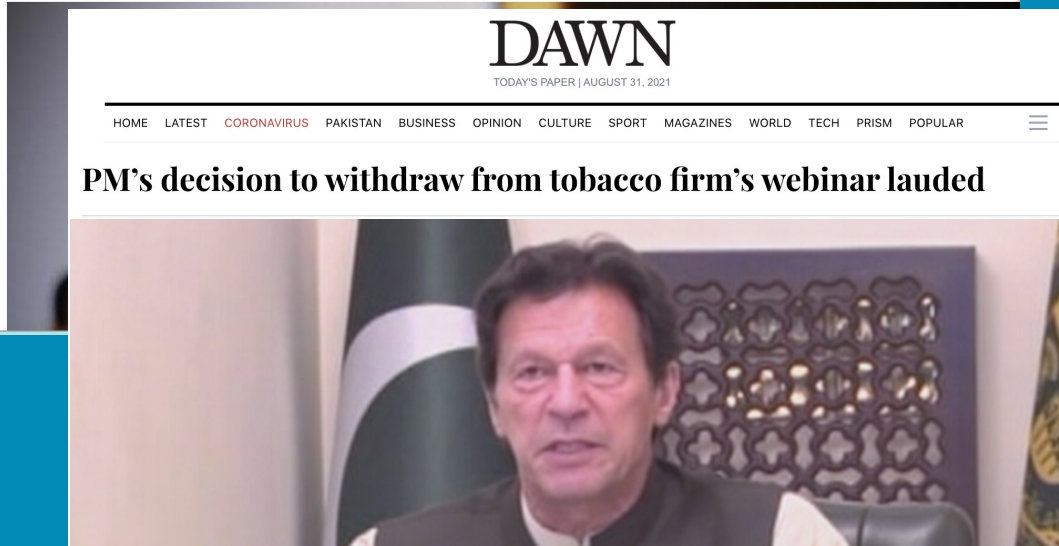 DAWN
TODAY'S PAPER | AUGUST 31, 2021
HOME LATEST CORONAVIRUS PAKISTAN BUSINESS OPINION CULTURE SPORT MAGAZINES WORLD TECH PRISM POPULAR
PM’s decision to withdraw from tobacco firm’s webinar lauded